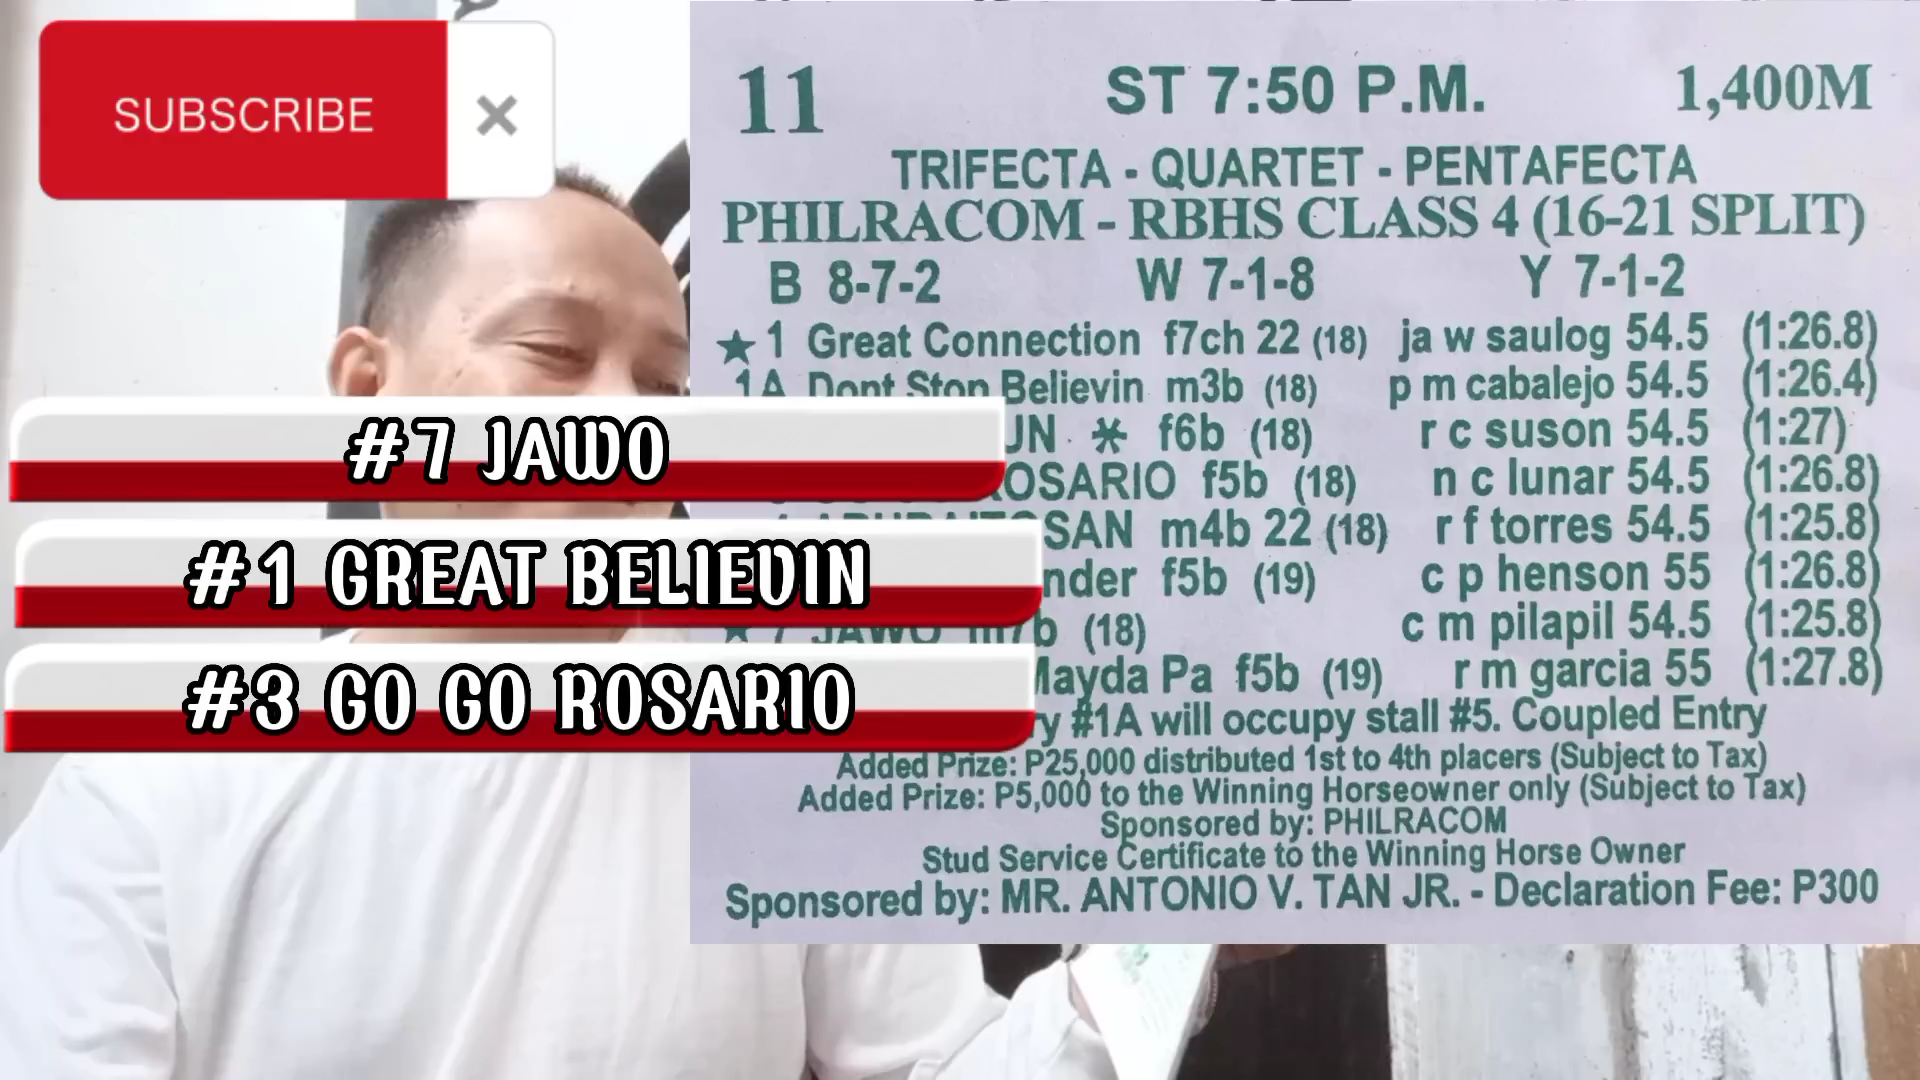 SUBSCRIBE
11 ST 7:50 P.M. 1,400M
TRIFECTA - QUARTET - PENTAFECTA
PHILRACOM - RBHS CLASS 4 (16-21 SPLIT)
B 8-7-2 W 7-1-8 Y 7-1-2
★ 1 Great Connection f7ch 22 (18) ja w saulog 54.5 (1:26.8)
1A Dont Stop Believin m3b (18) p m cabalejo 54.5 (1:26.4)
UN f6b (18) r c suson 54.5 (1:27)
ROSARIO f5b (18) n c lunar 54.5 (1:26.8)
SAN m4b 22 (18) r f torres 54.5 (1:25.8)
nder f5b (19) c p henson 55 (1:26.8)
★ 7 JAWO m7b (18) c m pilapil 54.5 (1:25.8)
Mayda Pa f5b (19) r m garcia 55 (1:27.8)
ry #1A will occupy stall #5. Coupled Entry
Added Prize: P25,000 distributed 1st to 4th placers (Subject to Tax)
Added Prize: P5,000 to the Winning Horseowner only (Subject to Tax)
Sponsored by: PHILRACOM
Stud Service Certificate to the Winning Horse Owner
Sponsored by: MR. ANTONIO V. TAN JR. - Declaration Fee: P300
#7 JAWO
#1 GREAT BELIEVIN
#3 GO GO ROSARIO